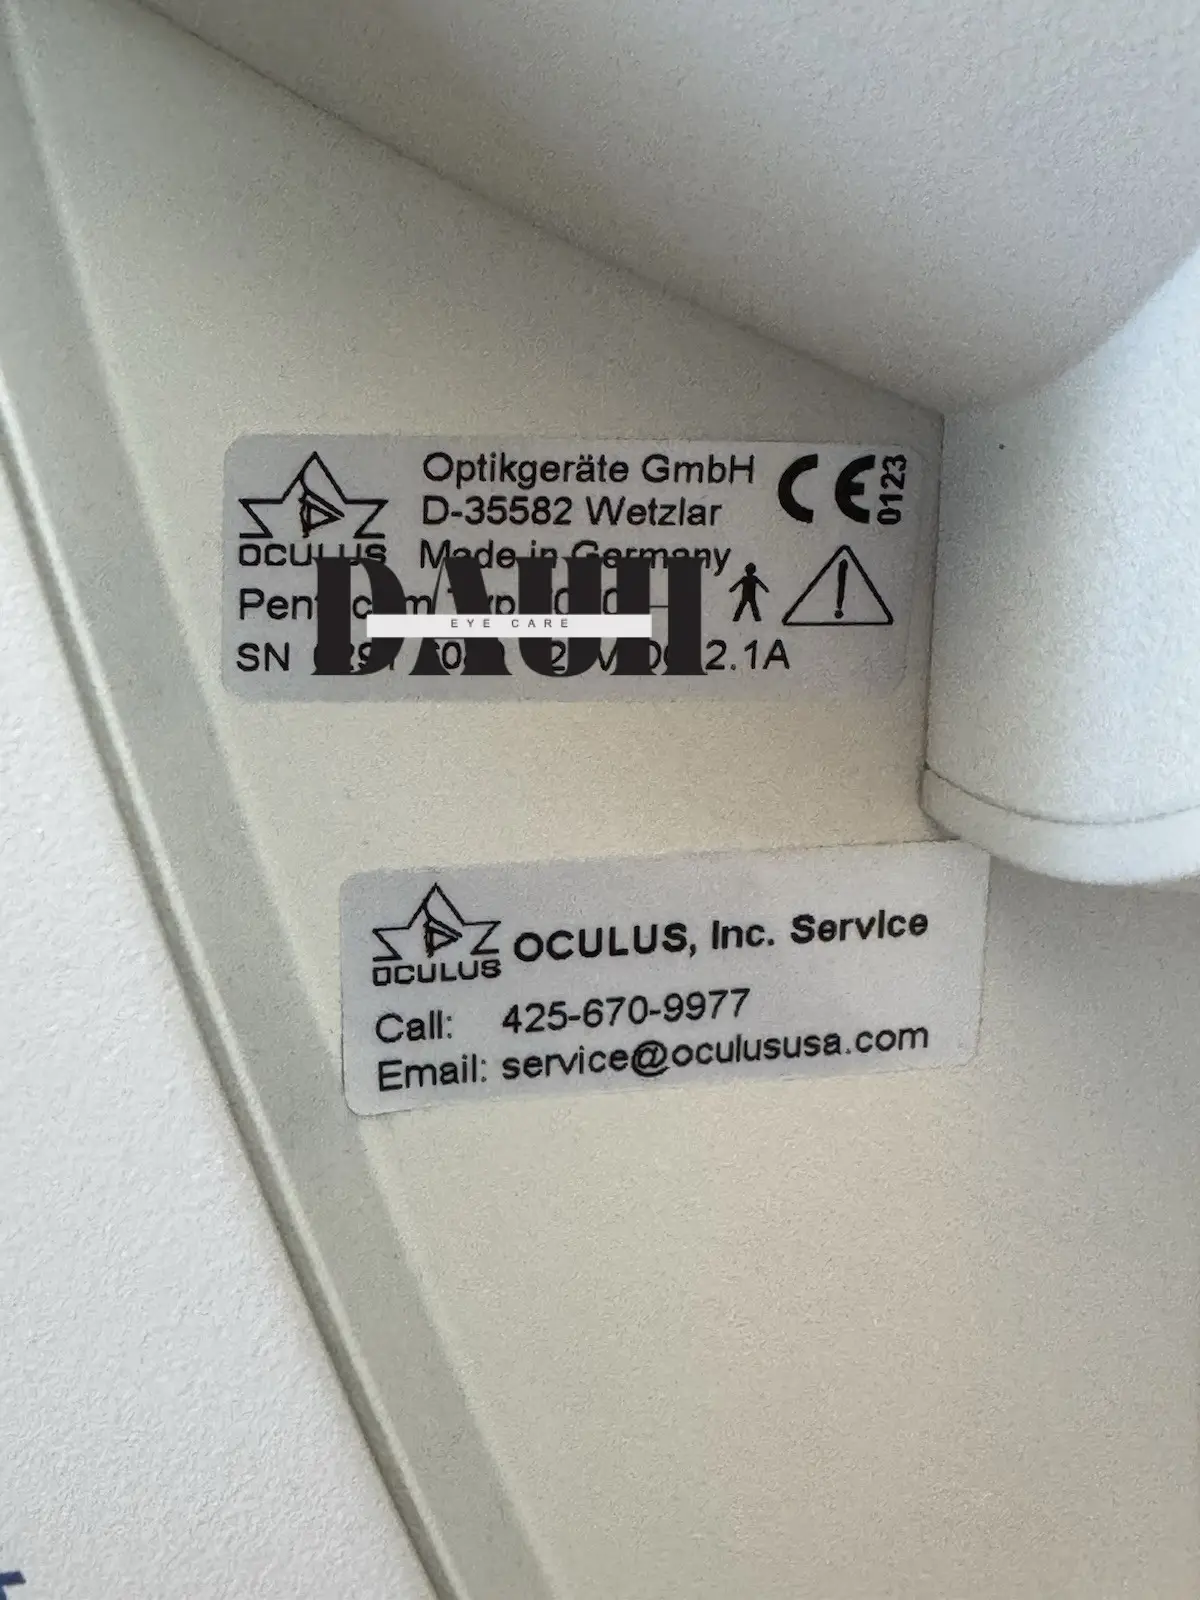 OCULUS
Optikgeräte GmbH
D-35582 Wetzlar
Made in Germany
CE 0123
SN
2.1A
DAUH
EYE CARE
OCULUS
OCULUS, Inc. Service
Call: 425-670-9977
Email: service@oculususa.com